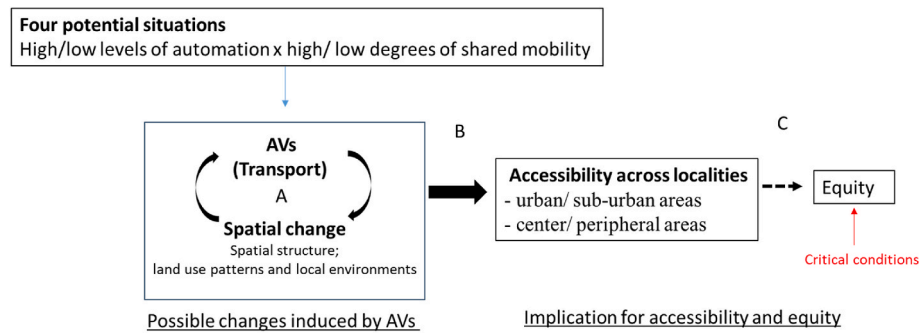 Four potential situations
High/low levels of automation x high/ low degrees of shared mobility
B
C
AVs
(Transport)
A
Spatial change
Spatial structure;
land use patterns and local environments
Accessibility across localities
- urban/ sub-urban areas
- center/ peripheral areas
Equity
Critical conditions
Possible changes induced by AVs
Implication for accessibility and equity